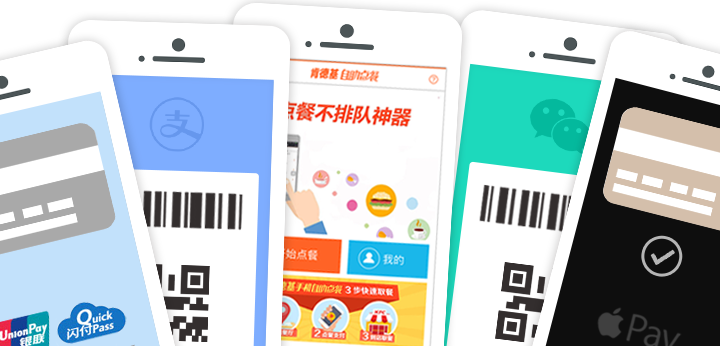 UnionPay
银联
Quick
闪付Pass
支
肯德基 自助点餐
?
点餐不排队神器
始点餐
我的
基手机自助点餐 3 步快速取餐
2
3
Pay